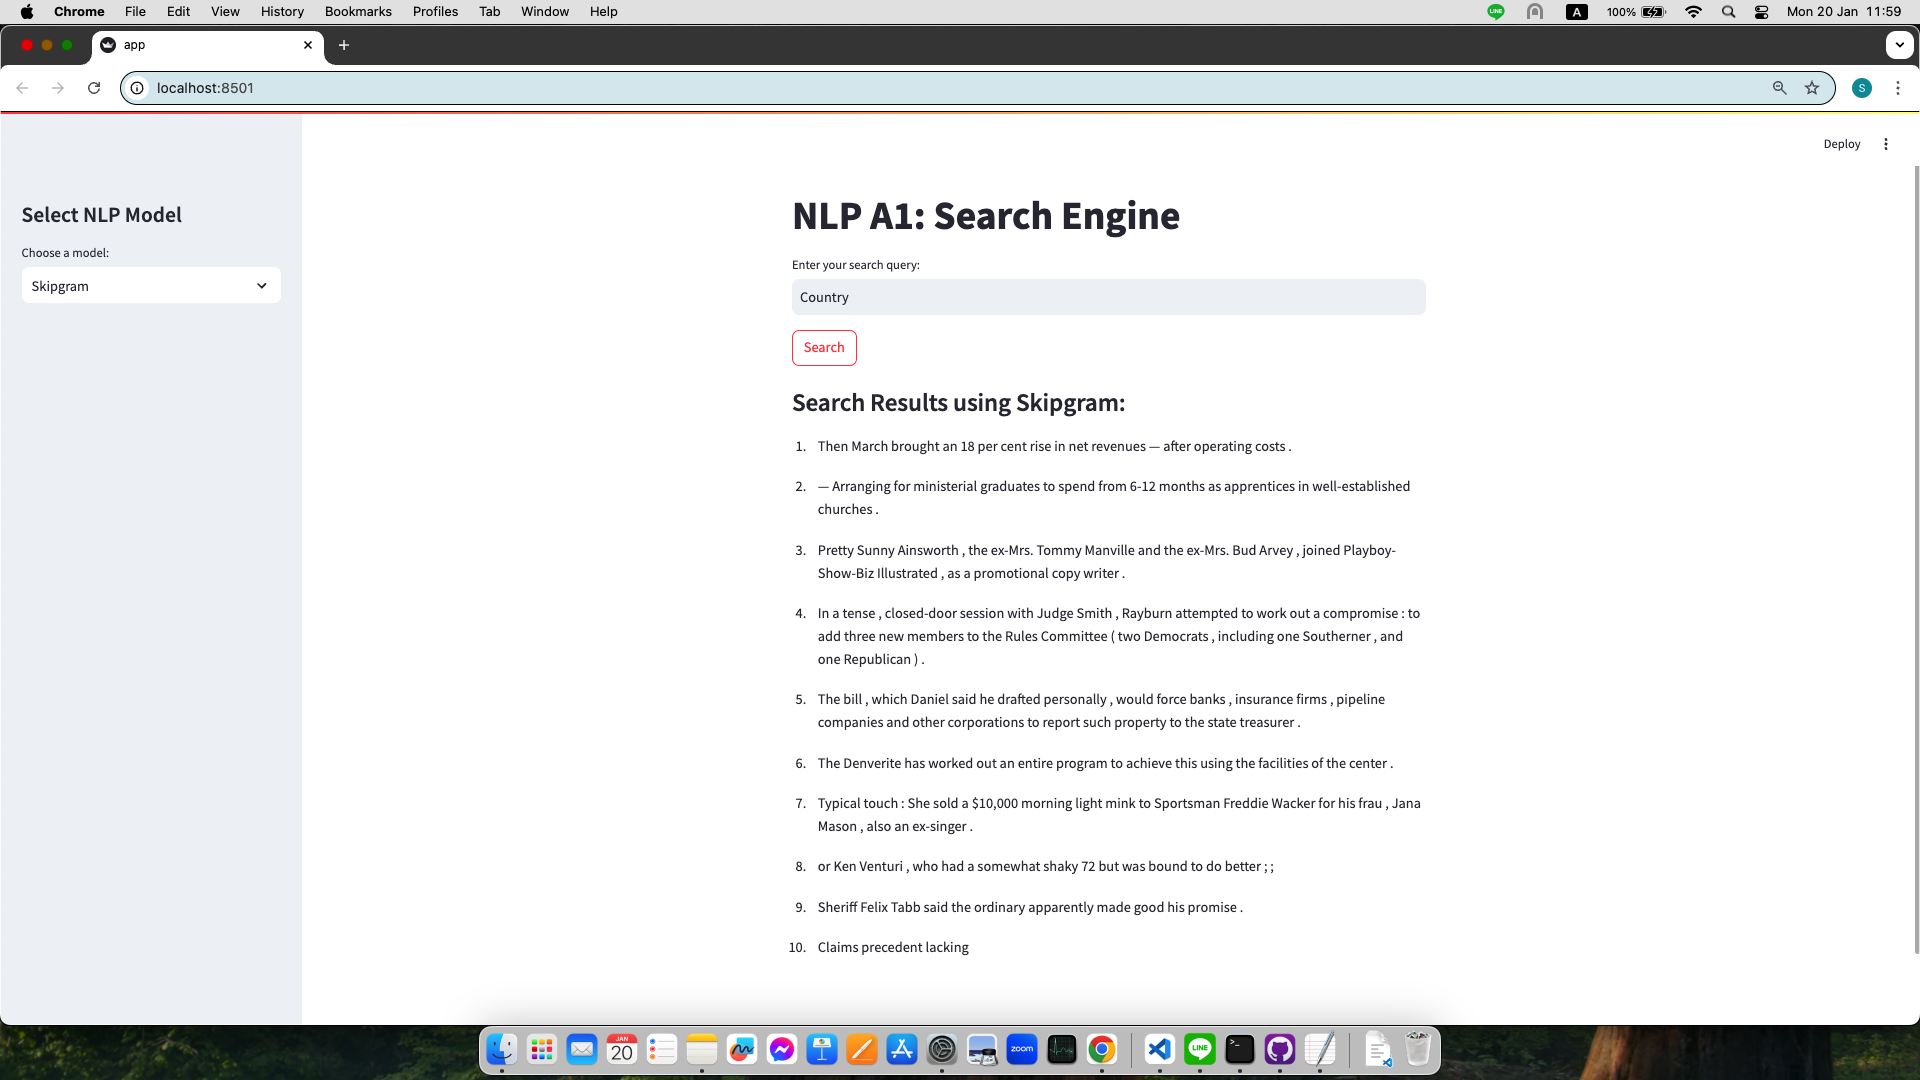 Chrome File Edit View History Bookmarks Profiles Tab Window Help LINE A 100% Mon 20 Jan 11:59
app
localhost:8501 S
Deploy
Select NLP Model
Choose a model:
Skipgram
NLP A1: Search Engine
Enter your search query:
Country
Search
Search Results using Skipgram:
1. Then March brought an 18 per cent rise in net revenues — after operating costs .
2. — Arranging for ministerial graduates to spend from 6-12 months as apprentices in well-established
churches .
3. Pretty Sunny Ainsworth , the ex-Mrs. Tommy Manville and the ex-Mrs. Bud Arvey , joined Playboy-
Show-Biz Illustrated , as a promotional copy writer .
4. In a tense , closed-door session with Judge Smith , Rayburn attempted to work out a compromise : to
add three new members to the Rules Committee ( two Democrats , including one Southerner , and
one Republican ) .
5. The bill , which Daniel said he drafted personally , would force banks , insurance firms , pipeline
companies and other corporations to report such property to the state treasurer .
6. The Denverite has worked out an entire program to achieve this using the facilities of the center .
7. Typical touch : She sold a $10,000 morning light mink to Sportsman Freddie Wacker for his frau , Jana
Mason , also an ex-singer .
8. or Ken Venturi , who had a somewhat shaky 72 but was bound to do better ; ;
9. Sheriff Felix Tabb said the ordinary apparently made good his promise .
10. Claims precedent lacking
JAN
20
zoom
LINE